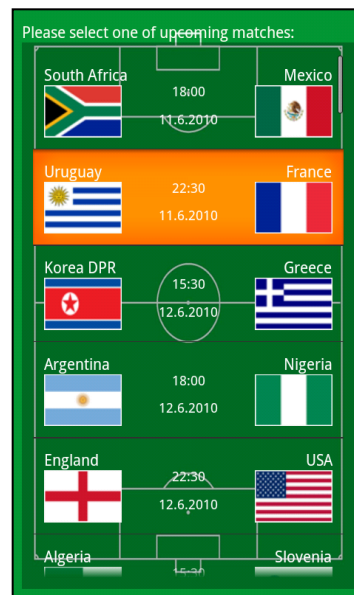 Please select one of upcoming matches:
South Africa
Mexico
18:00
11.6.2010
Uruguay
France
22:30
11.6.2010
Korea DPR
Greece
15:30
12.6.2010
Argentina
Nigeria
18:00
12.6.2010
England
USA
22:30
12.6.2010
Algeria
Slovenia
15:30